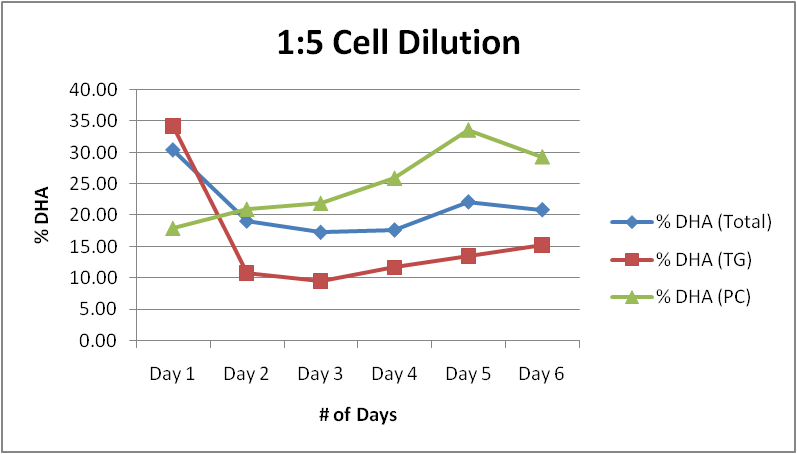 1:5 Cell Dilution
40.00
35.00
30.00
25.00
20.00
15.00
10.00
5.00
0.00
% DHA
Day 1 Day 2 Day 3 Day 4 Day 5 Day 6
# of Days
% DHA (Total)
% DHA (TG)
% DHA (PC)